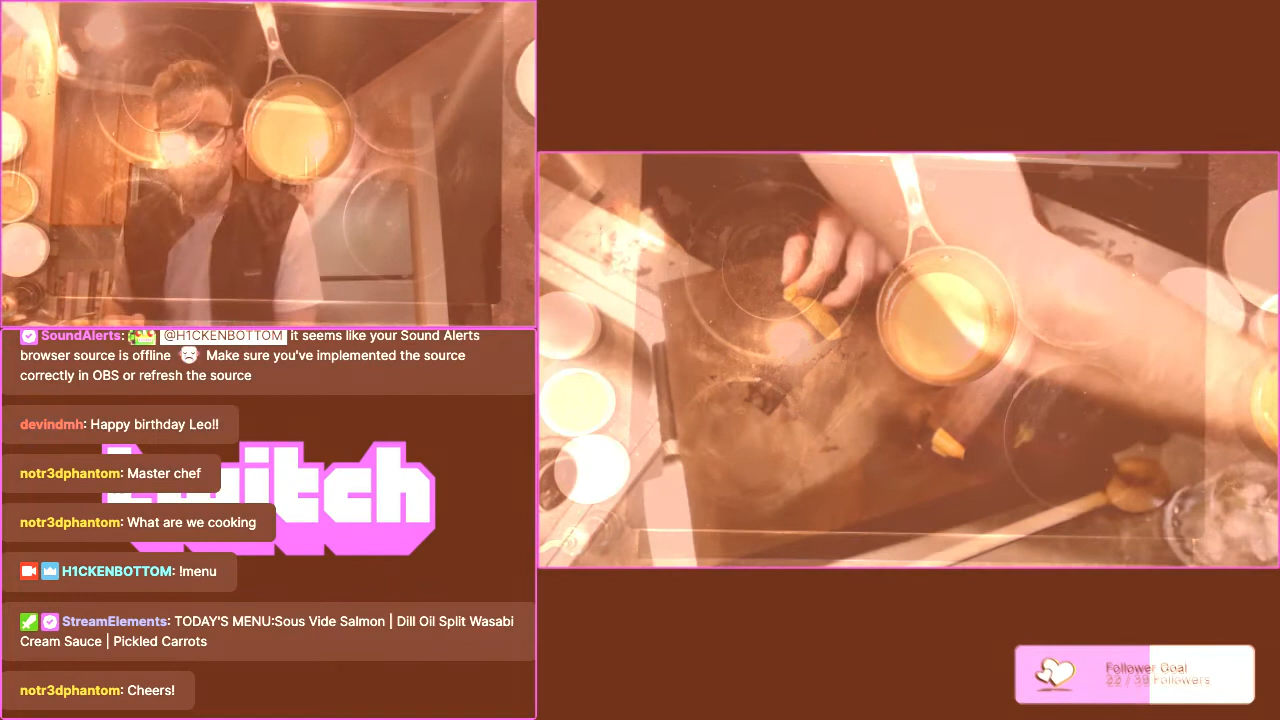 SoundAlerts: @H1CKENBOTTOM it seems like your Sound Alerts
browser source is offline Make sure you've implemented the source
correctly in OBS or refresh the source
devindmh: Happy birthday Leo!!
notr3dphantom: Master chef
twitch
notr3dphantom: What are we cooking
H1CKENBOTTOM: !menu
StreamElements: TODAY'S MENU:Sous Vide Salmon | Dill Oil Split Wasabi
Cream Sauce | Pickled Carrots
notr3dphantom: Cheers!
Follower Goal
Followers